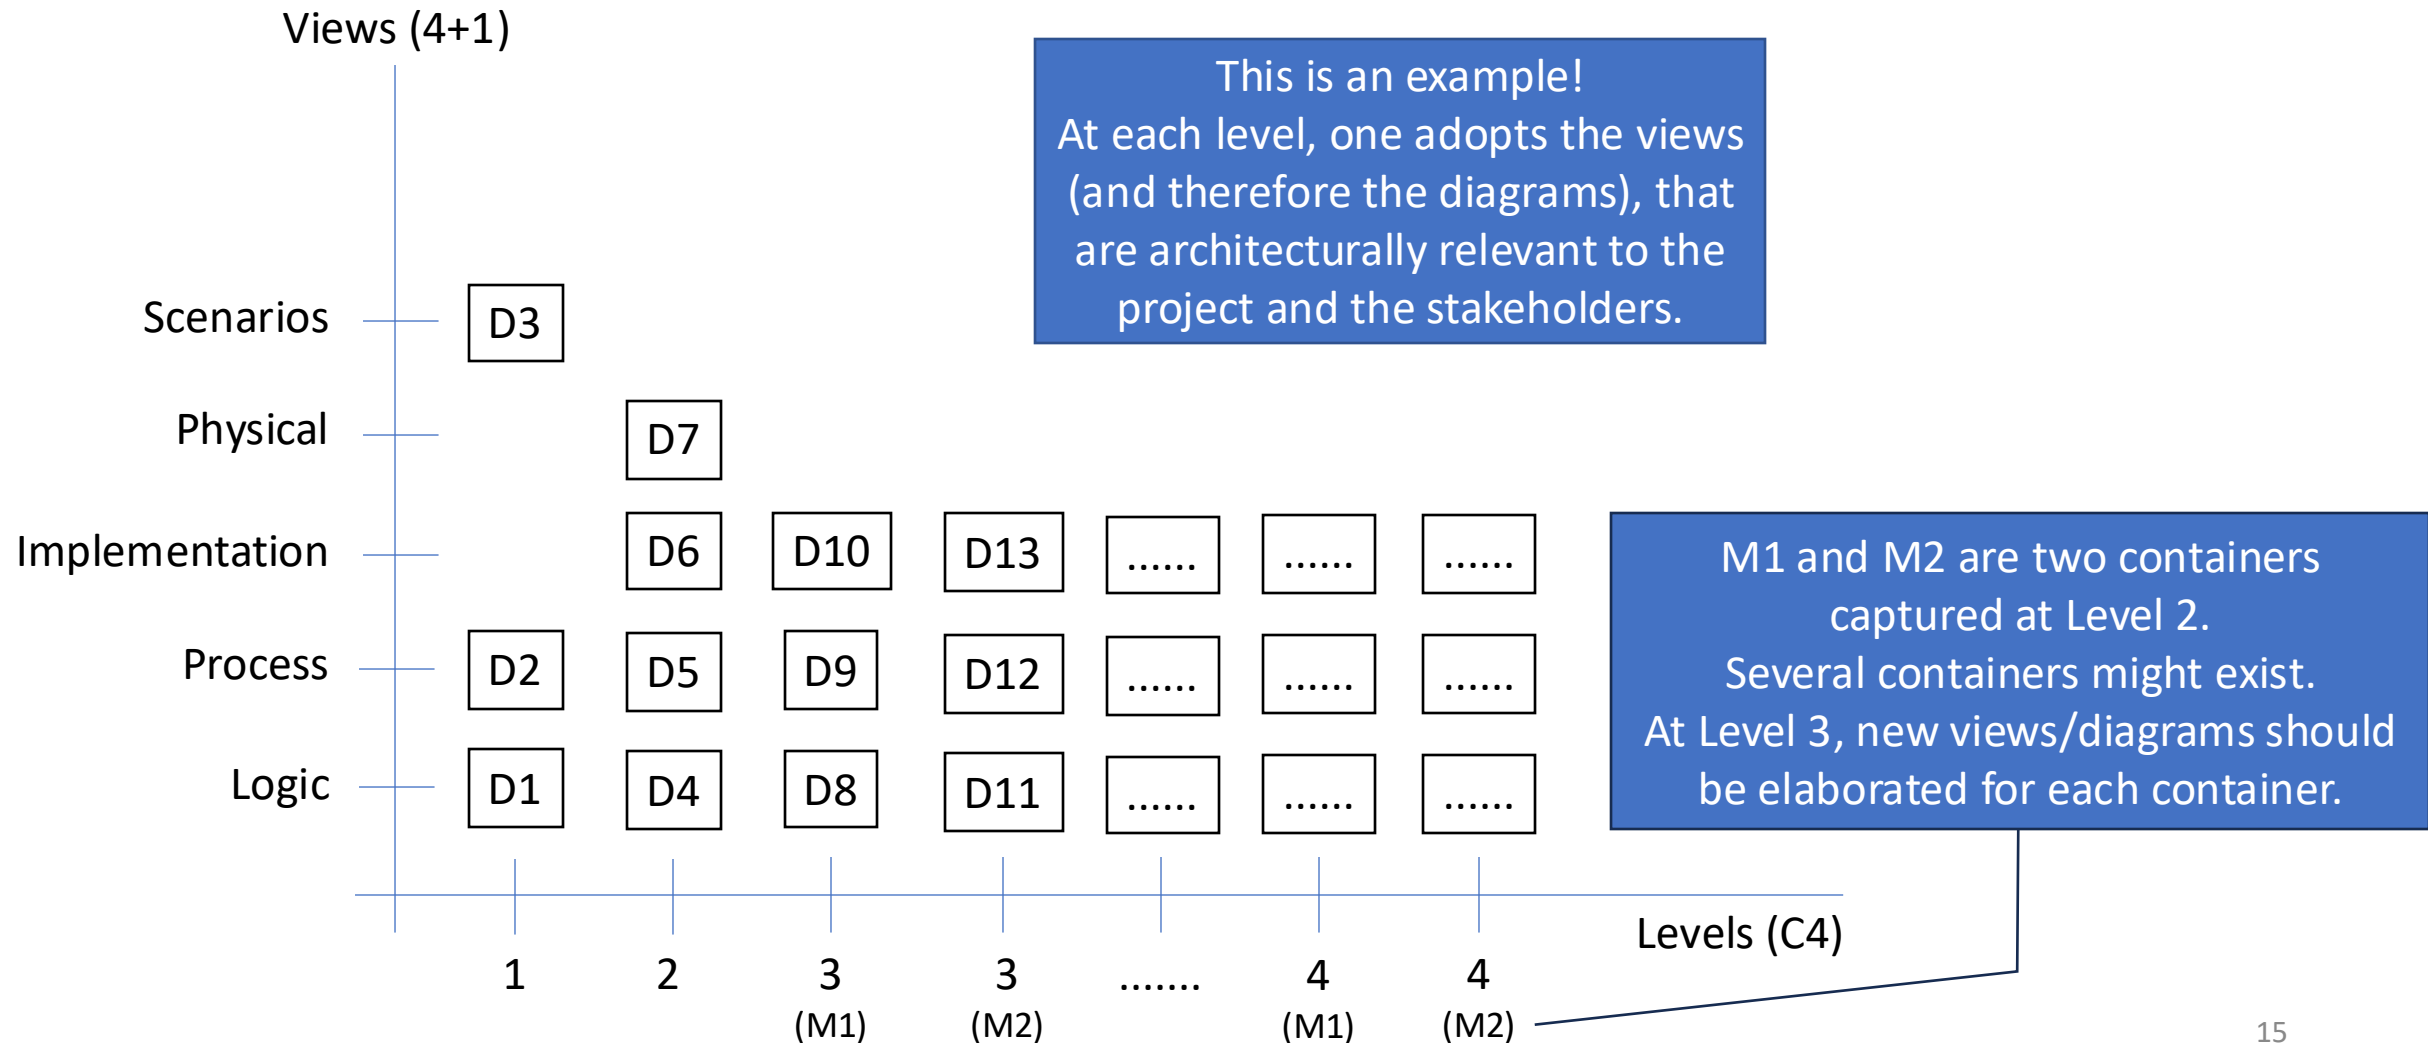 Views (4+1)
This is an example!
At each level, one adopts the views
(and therefore the diagrams), that
are architecturally relevant to the
project and the stakeholders.
Scenarios
D3
Physical
D7
Implementation
D6
D10
D13
......
......
......
Process
D2
D5
D9
D12
......
......
......
Logic
D1
D4
D8
D11
......
......
......
M1 and M2 are two containers
captured at Level 2.
Several containers might exist.
At Level 3, new views/diagrams should
be elaborated for each container.
Levels (C4)
1
2
3
(M1)
3
(M2)
.......
4
(M1)
4
(M2)
15